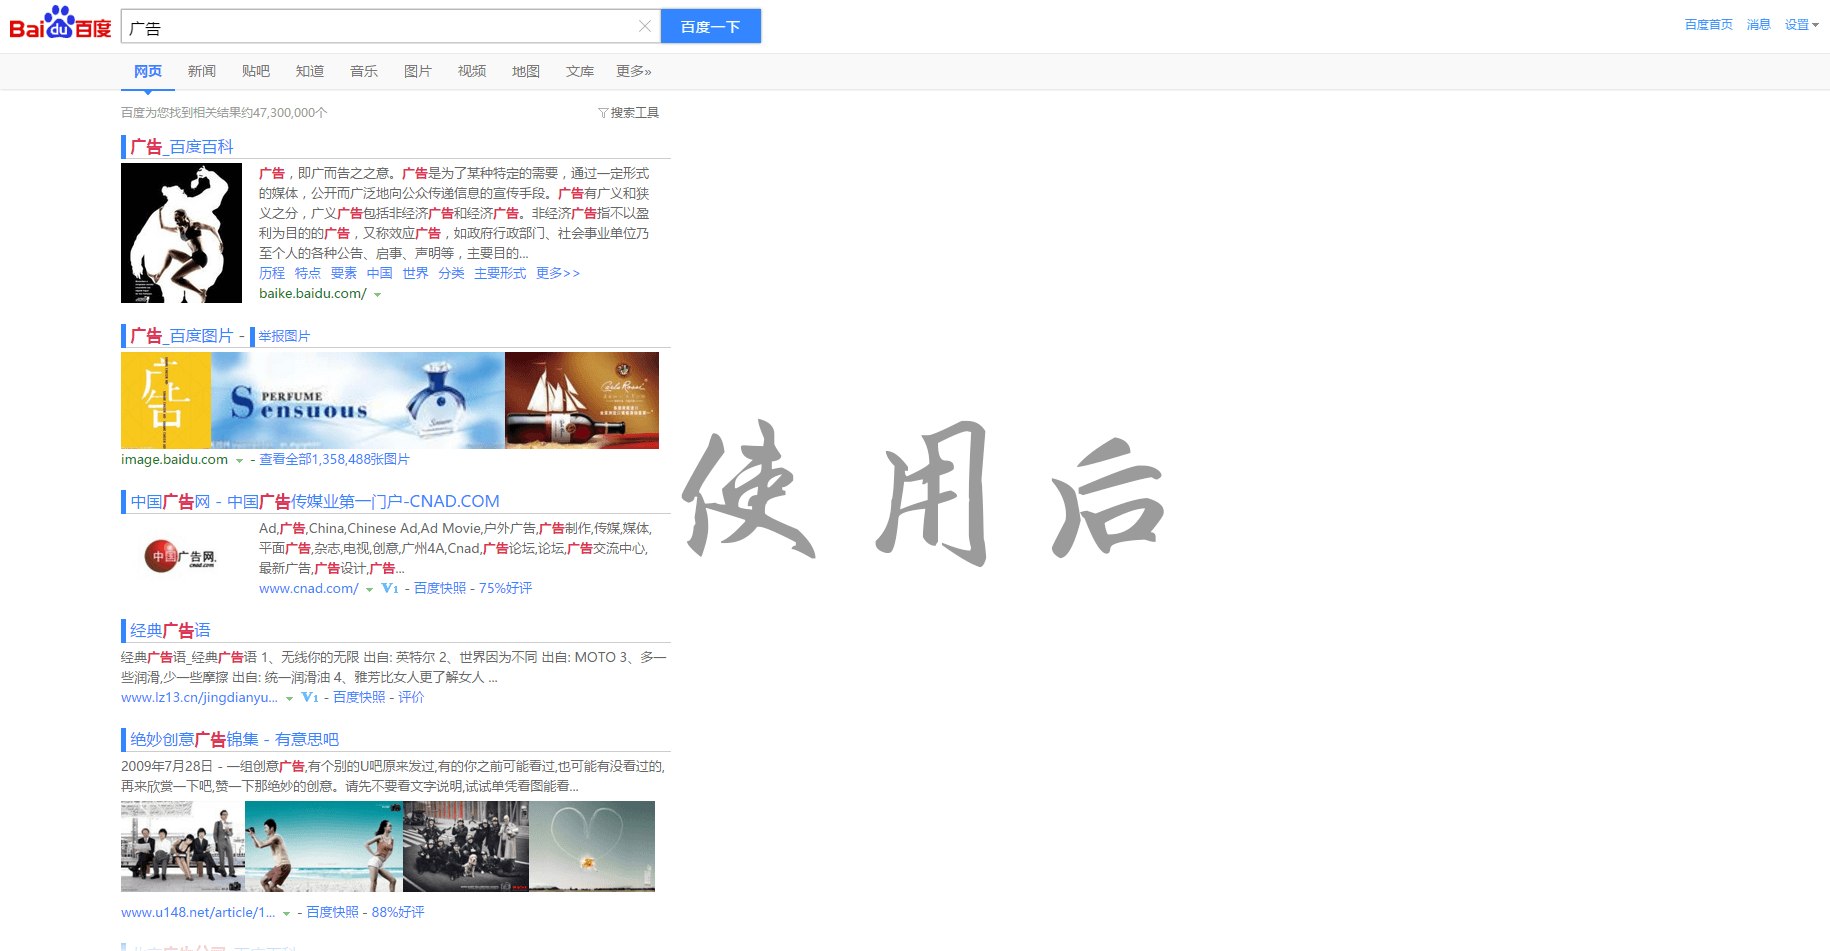 Bai du 百度
广告
百度一下
百度首页 消息 设置
网页 新闻 贴吧 知道 音乐 图片 视频 地图 文库 更多»
百度为您找到相关结果约47,300,000个
搜索工具
广告_百度百科
广告，即广而告之之意。广告是为了某种特定的需要，通过一定形式
的媒体，公开而广泛地向公众传递信息的宣传手段。广告有广义和狭
义之分，广义广告包括非经济广告和经济广告。非经济广告指不以盈
利为目的的广告，又称效应广告，如政府行政部门、社会事业单位乃
至个人的各种公告、启事、声明等，主要目的...
历程 特点 要素 中国 世界 分类 主要形式 更多>>
baike.baidu.com/
广告_百度图片 - 举报图片
广告
PERFUME
Sensuous
Carlo Rossi
image.baidu.com - 查看全部1,358,488张图片
使用后
中国广告网 - 中国广告传媒业第一门户-CNAD.COM
中国广告网.
cnad.com
Ad,广告,China,Chinese Ad,Ad Movie,户外广告,广告制作,传媒,媒体,
平面广告,杂志,电视,创意,广州4A,Cnad,广告论坛,论坛,广告交流中心,
最新广告,广告设计,广告...
www.cnad.com/ V1 - 百度快照 - 75%好评
经典广告语
经典广告语_经典广告语 1、无线你的无限 出自: 英特尔 2、世界因为不同 出自: MOTO 3、多一
些润滑,少一些摩擦 出自: 统一润滑油 4、雅芳比女人更了解女人 ...
www.lz13.cn/jingdianyu... V1 - 百度快照 - 评价
绝妙创意广告锦集 - 有意思吧
2009年7月28日 - 一组创意广告,有个别的U吧原来发过,有的你之前可能看过,也可能有没看过的,
再来欣赏一下吧,赞一下那绝妙的创意。请先不要看文字说明,试试单凭看图能看...
www.u148.net/article/1... - 百度快照 - 88%好评